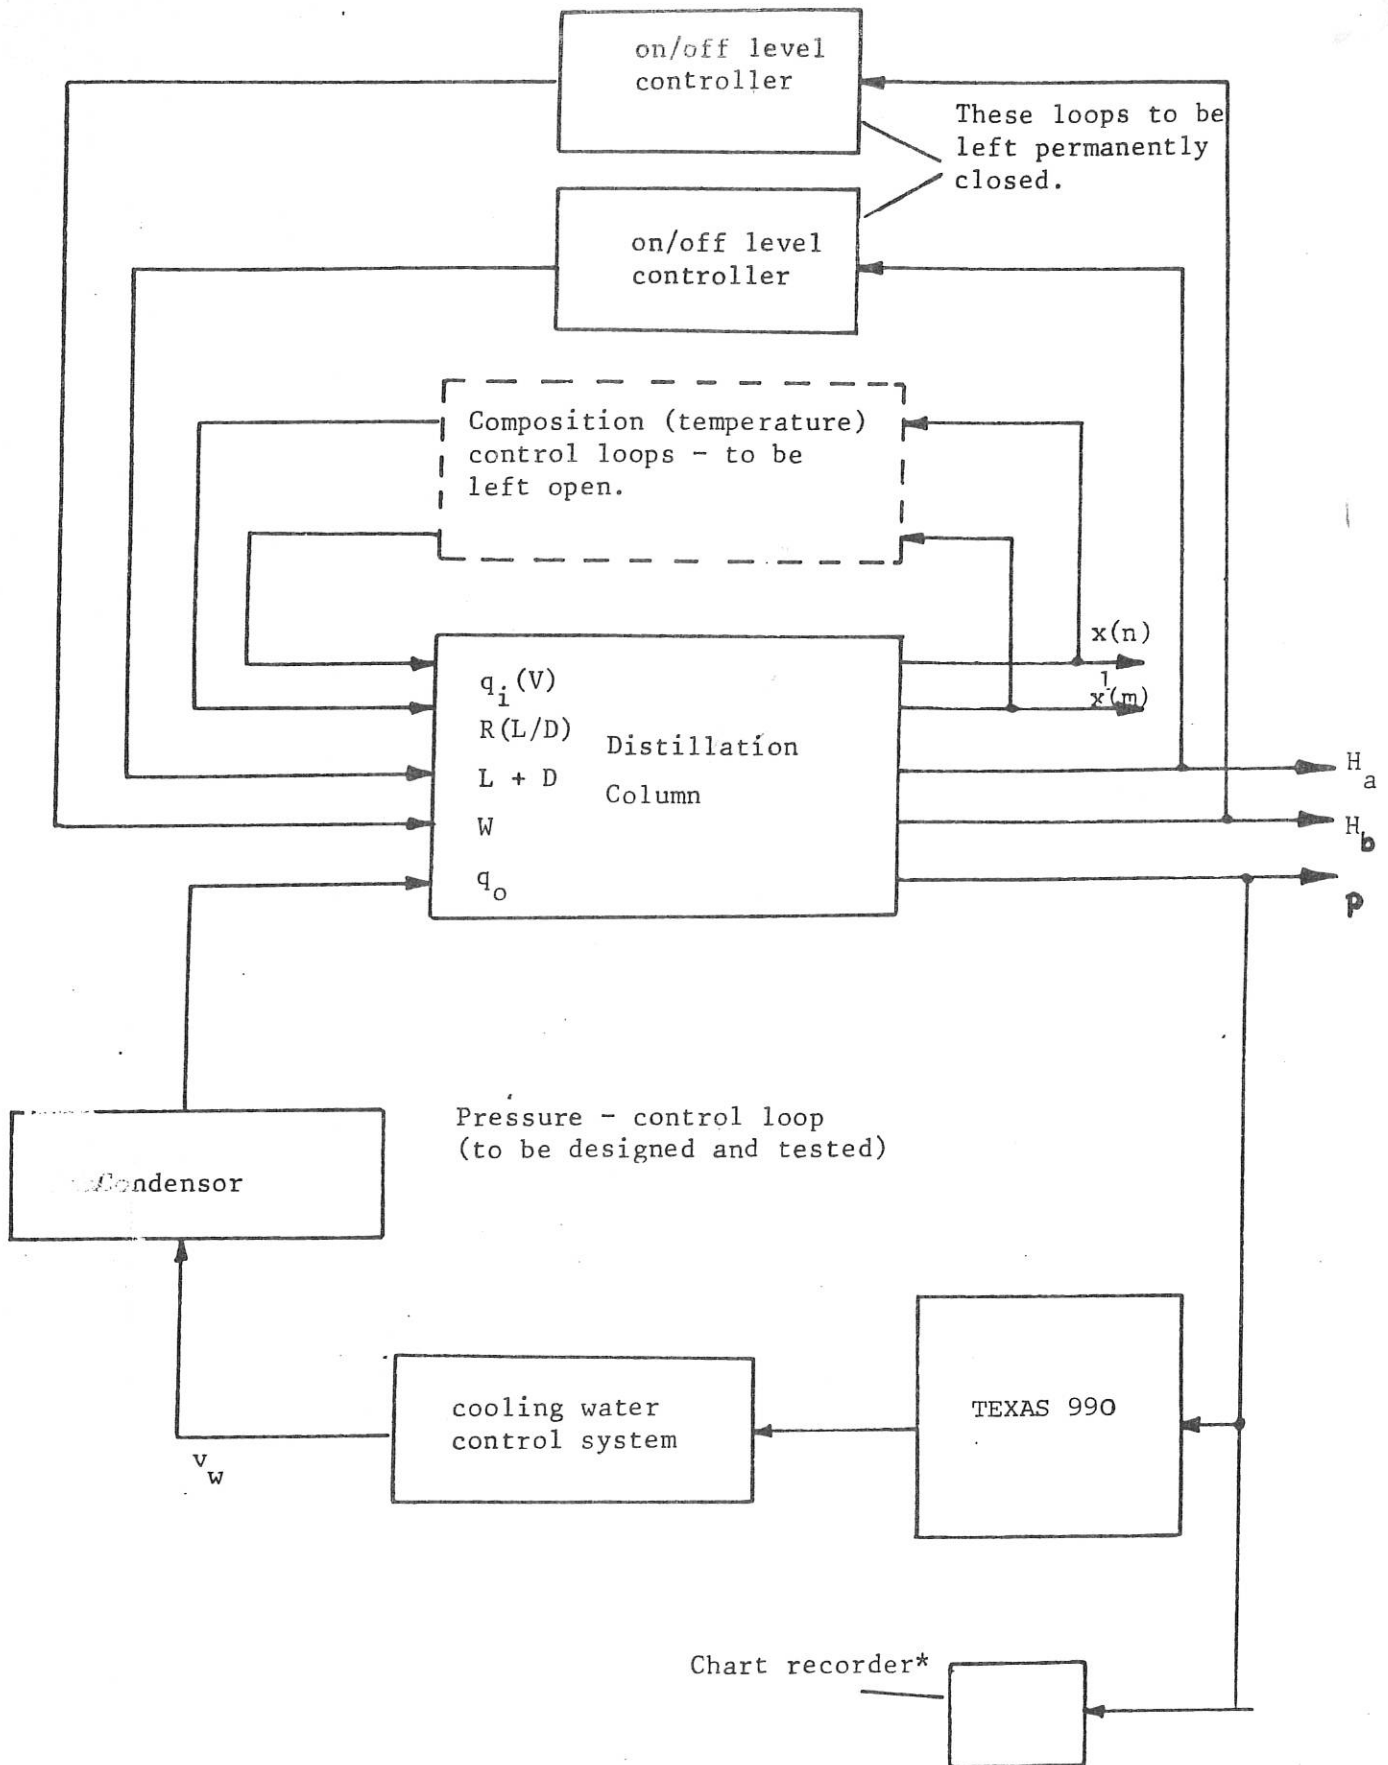 on/off level
controller
These loops to be
left permanently
closed.
on/off level
controller
Composition (temperature)
control loops - to be
left open.
x(n)
x¹(m)
q_i(V)
R(L/D)
L + D
W
q_o
Distillation
Column
H_a
H_b
P
Pressure - control loop
(to be designed and tested)
Condensor
cooling water
control system
TEXAS 990
v_w
Chart recorder*